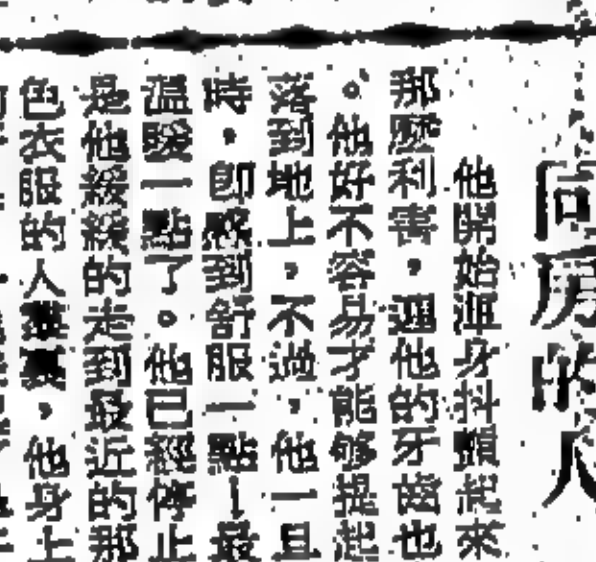 同房的人
他開始渾身抖顫起來
那麼利害,連他的牙齒也
。他好不容易才能够提起
落到地上,不過,他一旦
時,即感到舒服一點——最
溫暖一點了。他已經停止
是他緩緩的走到最近的那
色衣服的人裏,他身上